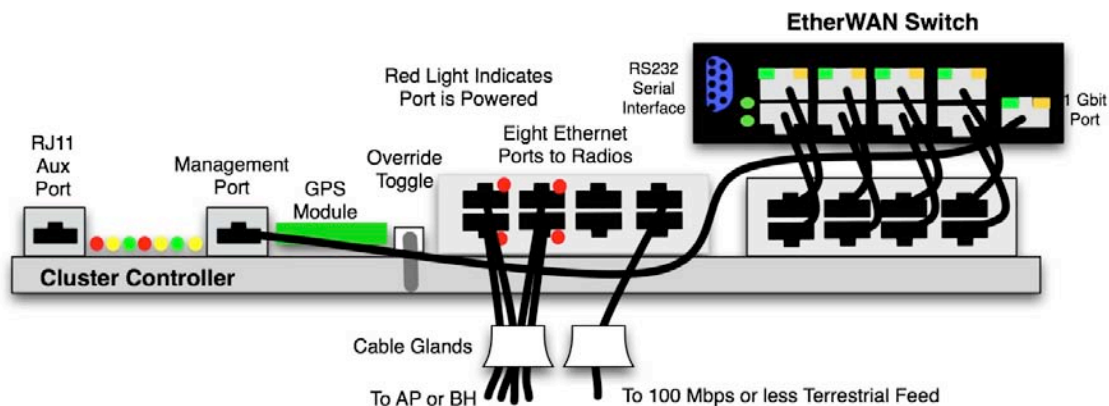 EtherWAN Switch
RS232
Serial
Interface
1 Gbit
Port
Red Light Indicates
Port is Powered
Eight Ethernet
Ports to Radios
RJ11
Aux
Port
Management
Port
GPS
Module
Override
Toggle
Cluster Controller
Cable Glands
To AP or BH
To 100 Mbps or less Terrestrial Feed